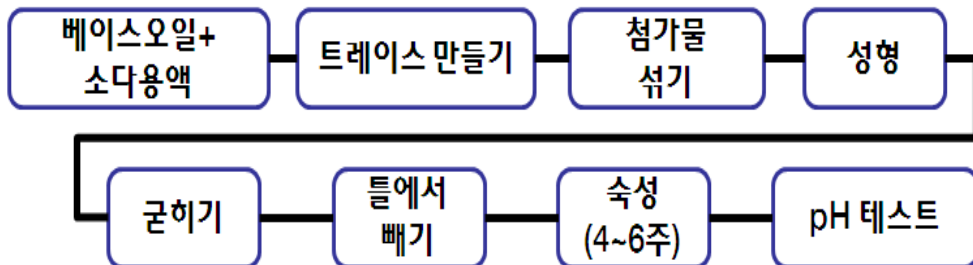 베이스오일+
소다용액
트레이스 만들기
첨가물
섞기
성형
굳히기
틀에서
빼기
숙성
(4~6주)
pH 테스트